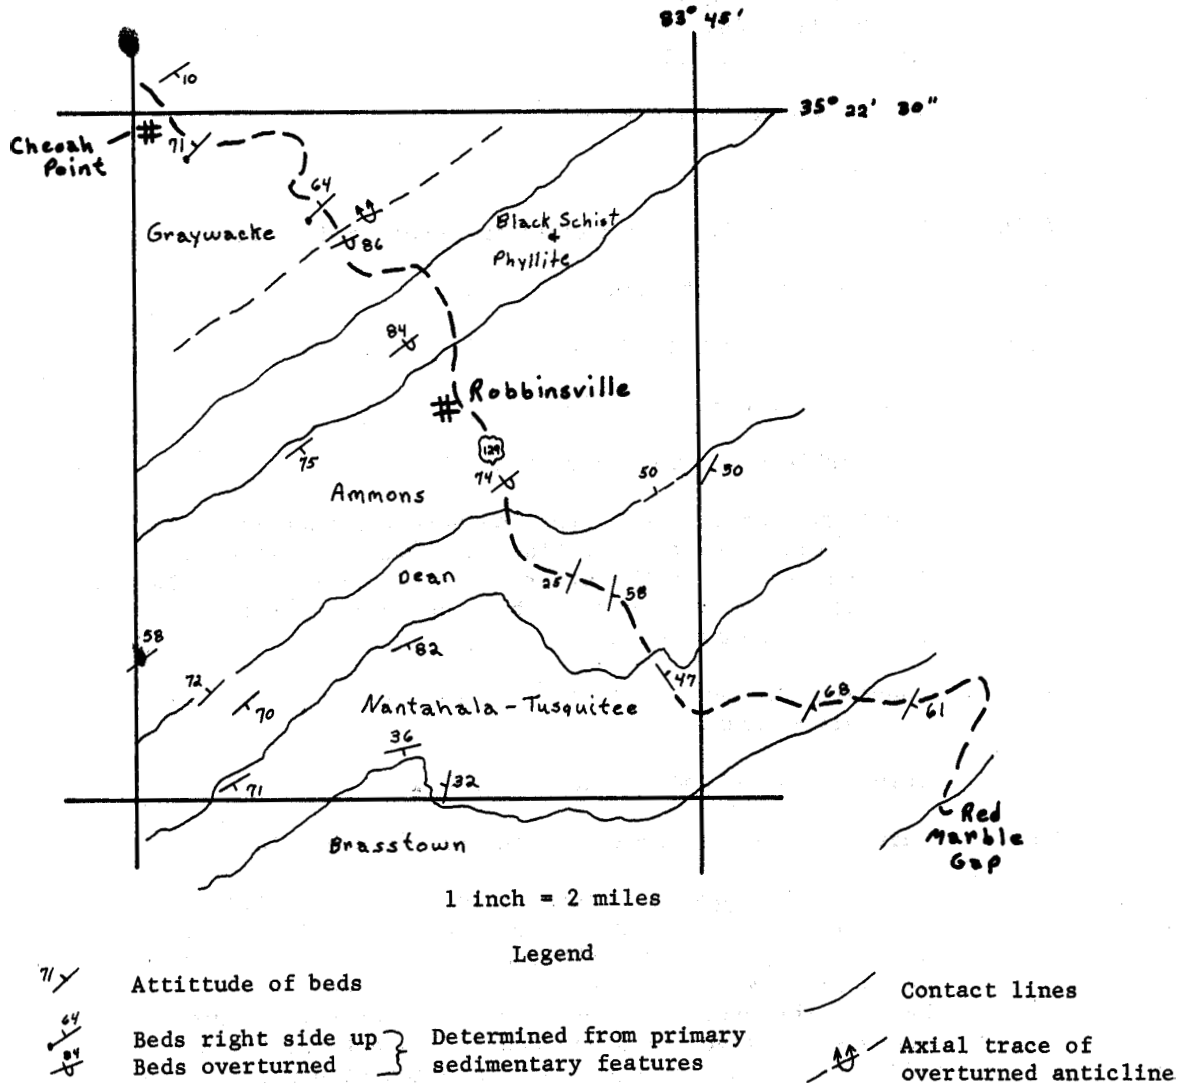 83° 45'
10
35° 22' 30"
Cheoah
Point
71
64
Graywacke
86
Black Schist
+
Phyllite
84
Robbinsville
129
75
74
50
30
Ammons
Dean
25
58
58
82
72
70
47
Nantahala - Tusquitee
68
61
36
71
32
Red
Marble
Gap
Brasstown
1 inch = 2 miles
Legend
71
Attittude of beds
Contact lines
64
Beds right side up
84
Beds overturned
Determined from primary
sedimentary features
Axial trace of
overturned anticline